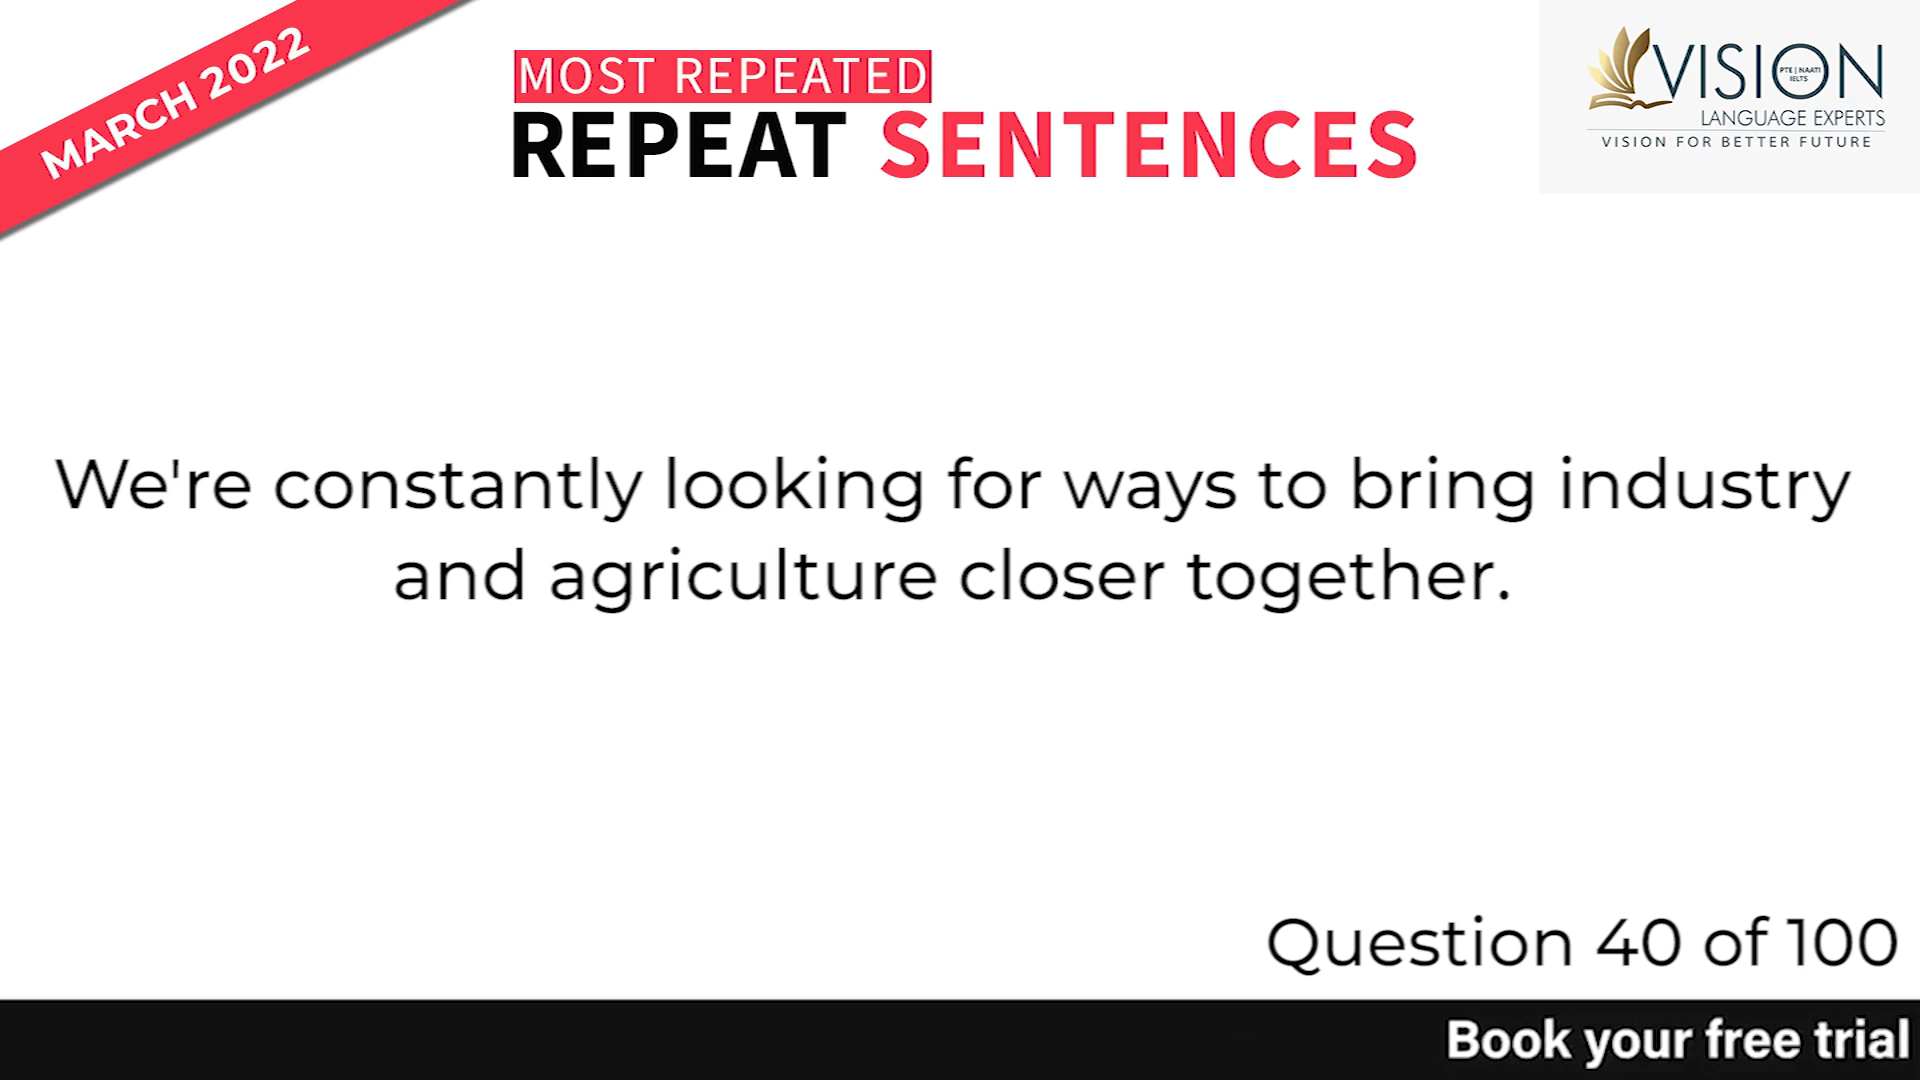 MARCH 2022
MOST REPEATED
REPEAT SENTENCES
VISION
PTE | NAATI
IELTS
LANGUAGE EXPERTS
VISION FOR BETTER FUTURE
We're constantly looking for ways to bring industry
and agriculture closer together.
Question 40 of 100
Book your free trial